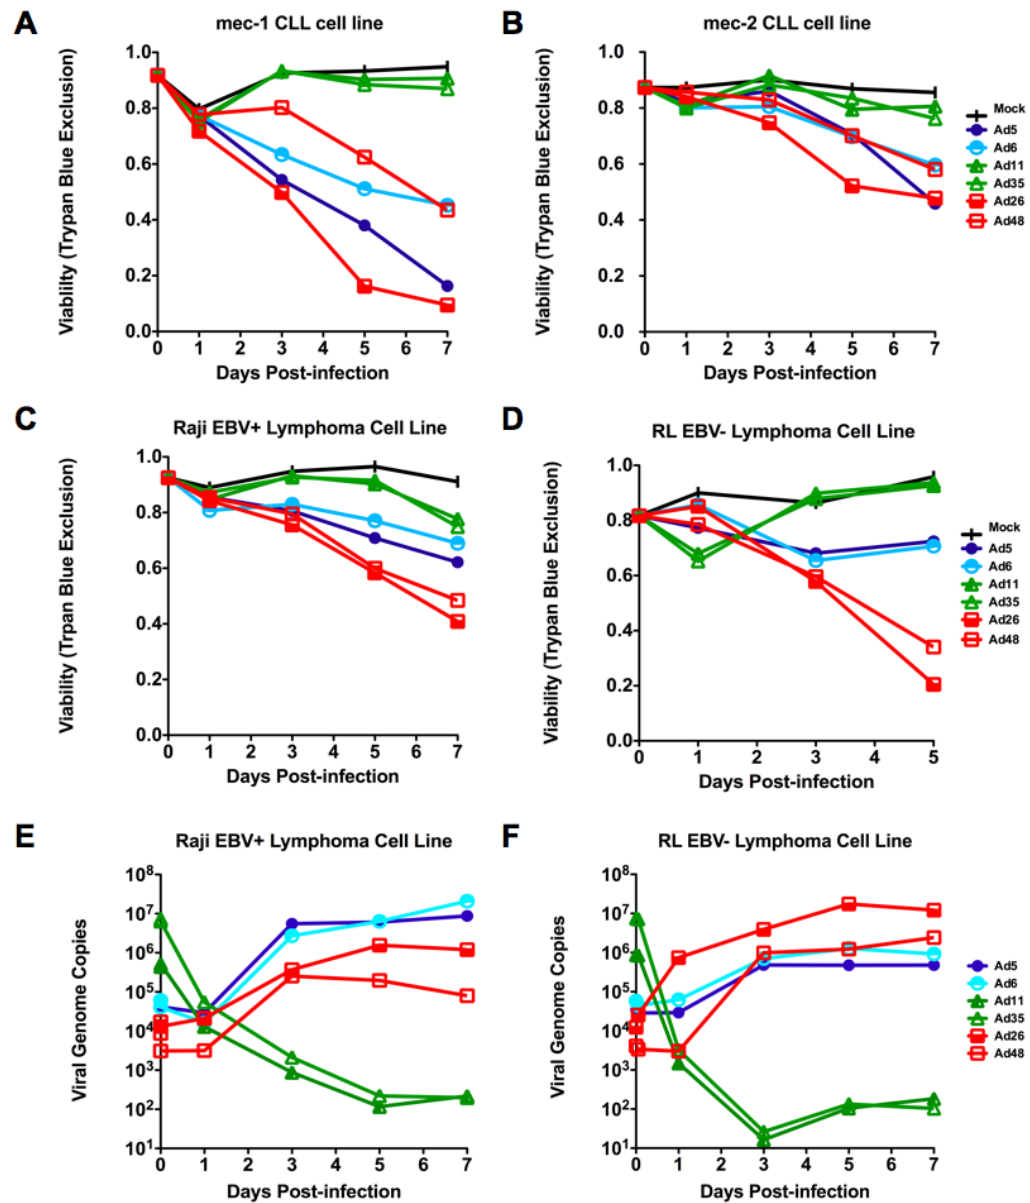 A
mec-1 CLL cell line
Viablilty (Trypan Blue Exclusion)
1.0
0.8
0.6
0.4
0.2
0.0
0 1 2 3 4 5 6 7
Days Post-infection
B
mec-2 CLL cell line
Viability (Trypan Blue Exclusion)
1.0
0.8
0.6
0.4
0.2
0.0
0 1 2 3 4 5 6 7
Days Post-infection
Mock
Ad5
Ad6
Ad11
Ad35
Ad26
Ad48
C
Raji EBV+ Lymphoma Cell Line
Viability (Trpan Blue Exclusion)
1.0
0.8
0.6
0.4
0.2
0.0
0 1 2 3 4 5 6 7
Days Post-infection
D
RL EBV- Lymphoma Cell Line
Viability (Trypan Blue Exclusion)
1.0
0.8
0.6
0.4
0.2
0.0
0 1 2 3 4 5
Days Post-infection
Mock
Ad5
Ad6
Ad11
Ad35
Ad26
Ad48
E
Raji EBV+ Lymphoma Cell Line
Viral Genome Copies
10⁸
10⁷
10⁶
10⁵
10⁴
10³
10²
10¹
0 1 2 3 4 5 6 7
Days Post-infection
F
RL EBV- Lymphoma Cell Line
Viral Genome Copies
10⁸
10⁷
10⁶
10⁵
10⁴
10³
10²
10¹
0 1 2 3 4 5 6 7
Days Post-infection
Ad5
Ad6
Ad11
Ad35
Ad26
Ad48